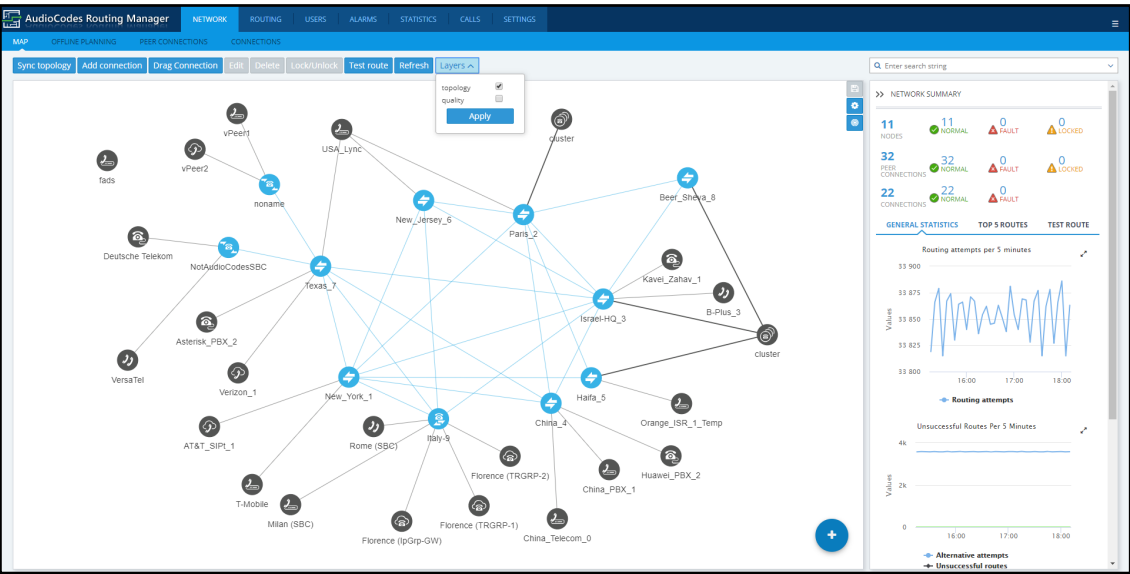 AudioCodes Routing Manager
NETWORK ROUTING USERS ALARMS STATISTICS CALLS SETTINGS
MAP OFFLINE PLANNING PEER CONNECTIONS CONNECTIONS
Sync topology Add connection Drag Connection Edit Delete Lock/Unlock Test route Refresh Layers
Enter search string
topology
quality
Apply
vPeer1
USA_Lync
cluster
vPeer2
fads
noname
New_Jersey_6
Beer_Sheva_8
Paris_2
Deutsche Telekom
NotAudioCodesSBC
Texas_7
Kavei_Zahav_1
B-Plus_3
Israel-HQ_3
Asterisk_PBX_2
cluster
VersaTel
Verizon_1
New_York_1
Haifa_5
China_4
Orange_ISR_1_Temp
AT&T_SIPt_1
Rome (SBC)
Italy-9
Florence (TRGRP-2)
Huawei_PBX_2
China_PBX_1
T-Mobile
Milan (SBC)
Florence (TRGRP-1)
Florence (IpGrp-GW)
China_Telecom_0
+
>> NETWORK SUMMARY
11 NODES 11 NORMAL 0 FAULT 0 LOCKED
32 PEER CONNECTIONS 32 NORMAL 0 FAULT 0 LOCKED
22 CONNECTIONS 22 NORMAL 0 FAULT
GENERAL STATISTICS TOP 5 ROUTES TEST ROUTE
Routing attempts per 5 minutes
33 900
33 875
33 850
33 825
33 800
Values
16:00 17:00 18:00
Routing attempts
Unsuccessful Routes Per 5 Minutes
4k
2k
0
Values
16:00 17:00 18:00
Alternative attempts
Unsuccessful routes